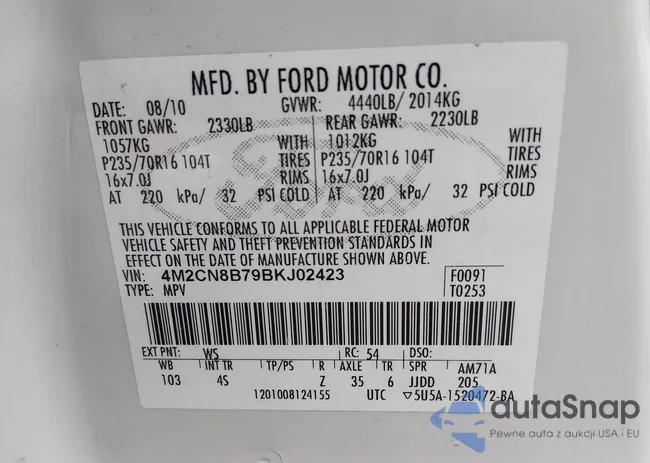 MFD. BY FORD MOTOR CO.
DATE: 08/10 GVWR: 4440LB/ 2014KG
FRONT GAWR: 2330LB REAR GAWR: 2230LB
1057KG WITH 1012KG WITH
P235/70R16 104T TIRES P235/70R16 104T TIRES
16x7.0J RIMS 16x7.0J RIMS
AT 220 kPa/ 32 PSI COLD AT 220 kPa/ 32 PSI COLD
Ford
THIS VEHICLE CONFORMS TO ALL APPLICABLE FEDERAL MOTOR
VEHICLE SAFETY AND THEFT PREVENTION STANDARDS IN
EFFECT ON THE DATE OF MANUFACTURE SHOWN ABOVE.
VIN: 4M2CN8B79BKJ02423 F0091
TYPE: MPV T0253
EXT PNT: WS RC: 54 DSO:
WB INT TR TP/PS R AXLE TR SPR AM71A
103 4S Z 35 6 JJDD 205
1201008124155 UTC ▽5U5A-1520472-BA
autaSnap
Pewne auta z aukcji USA i EU